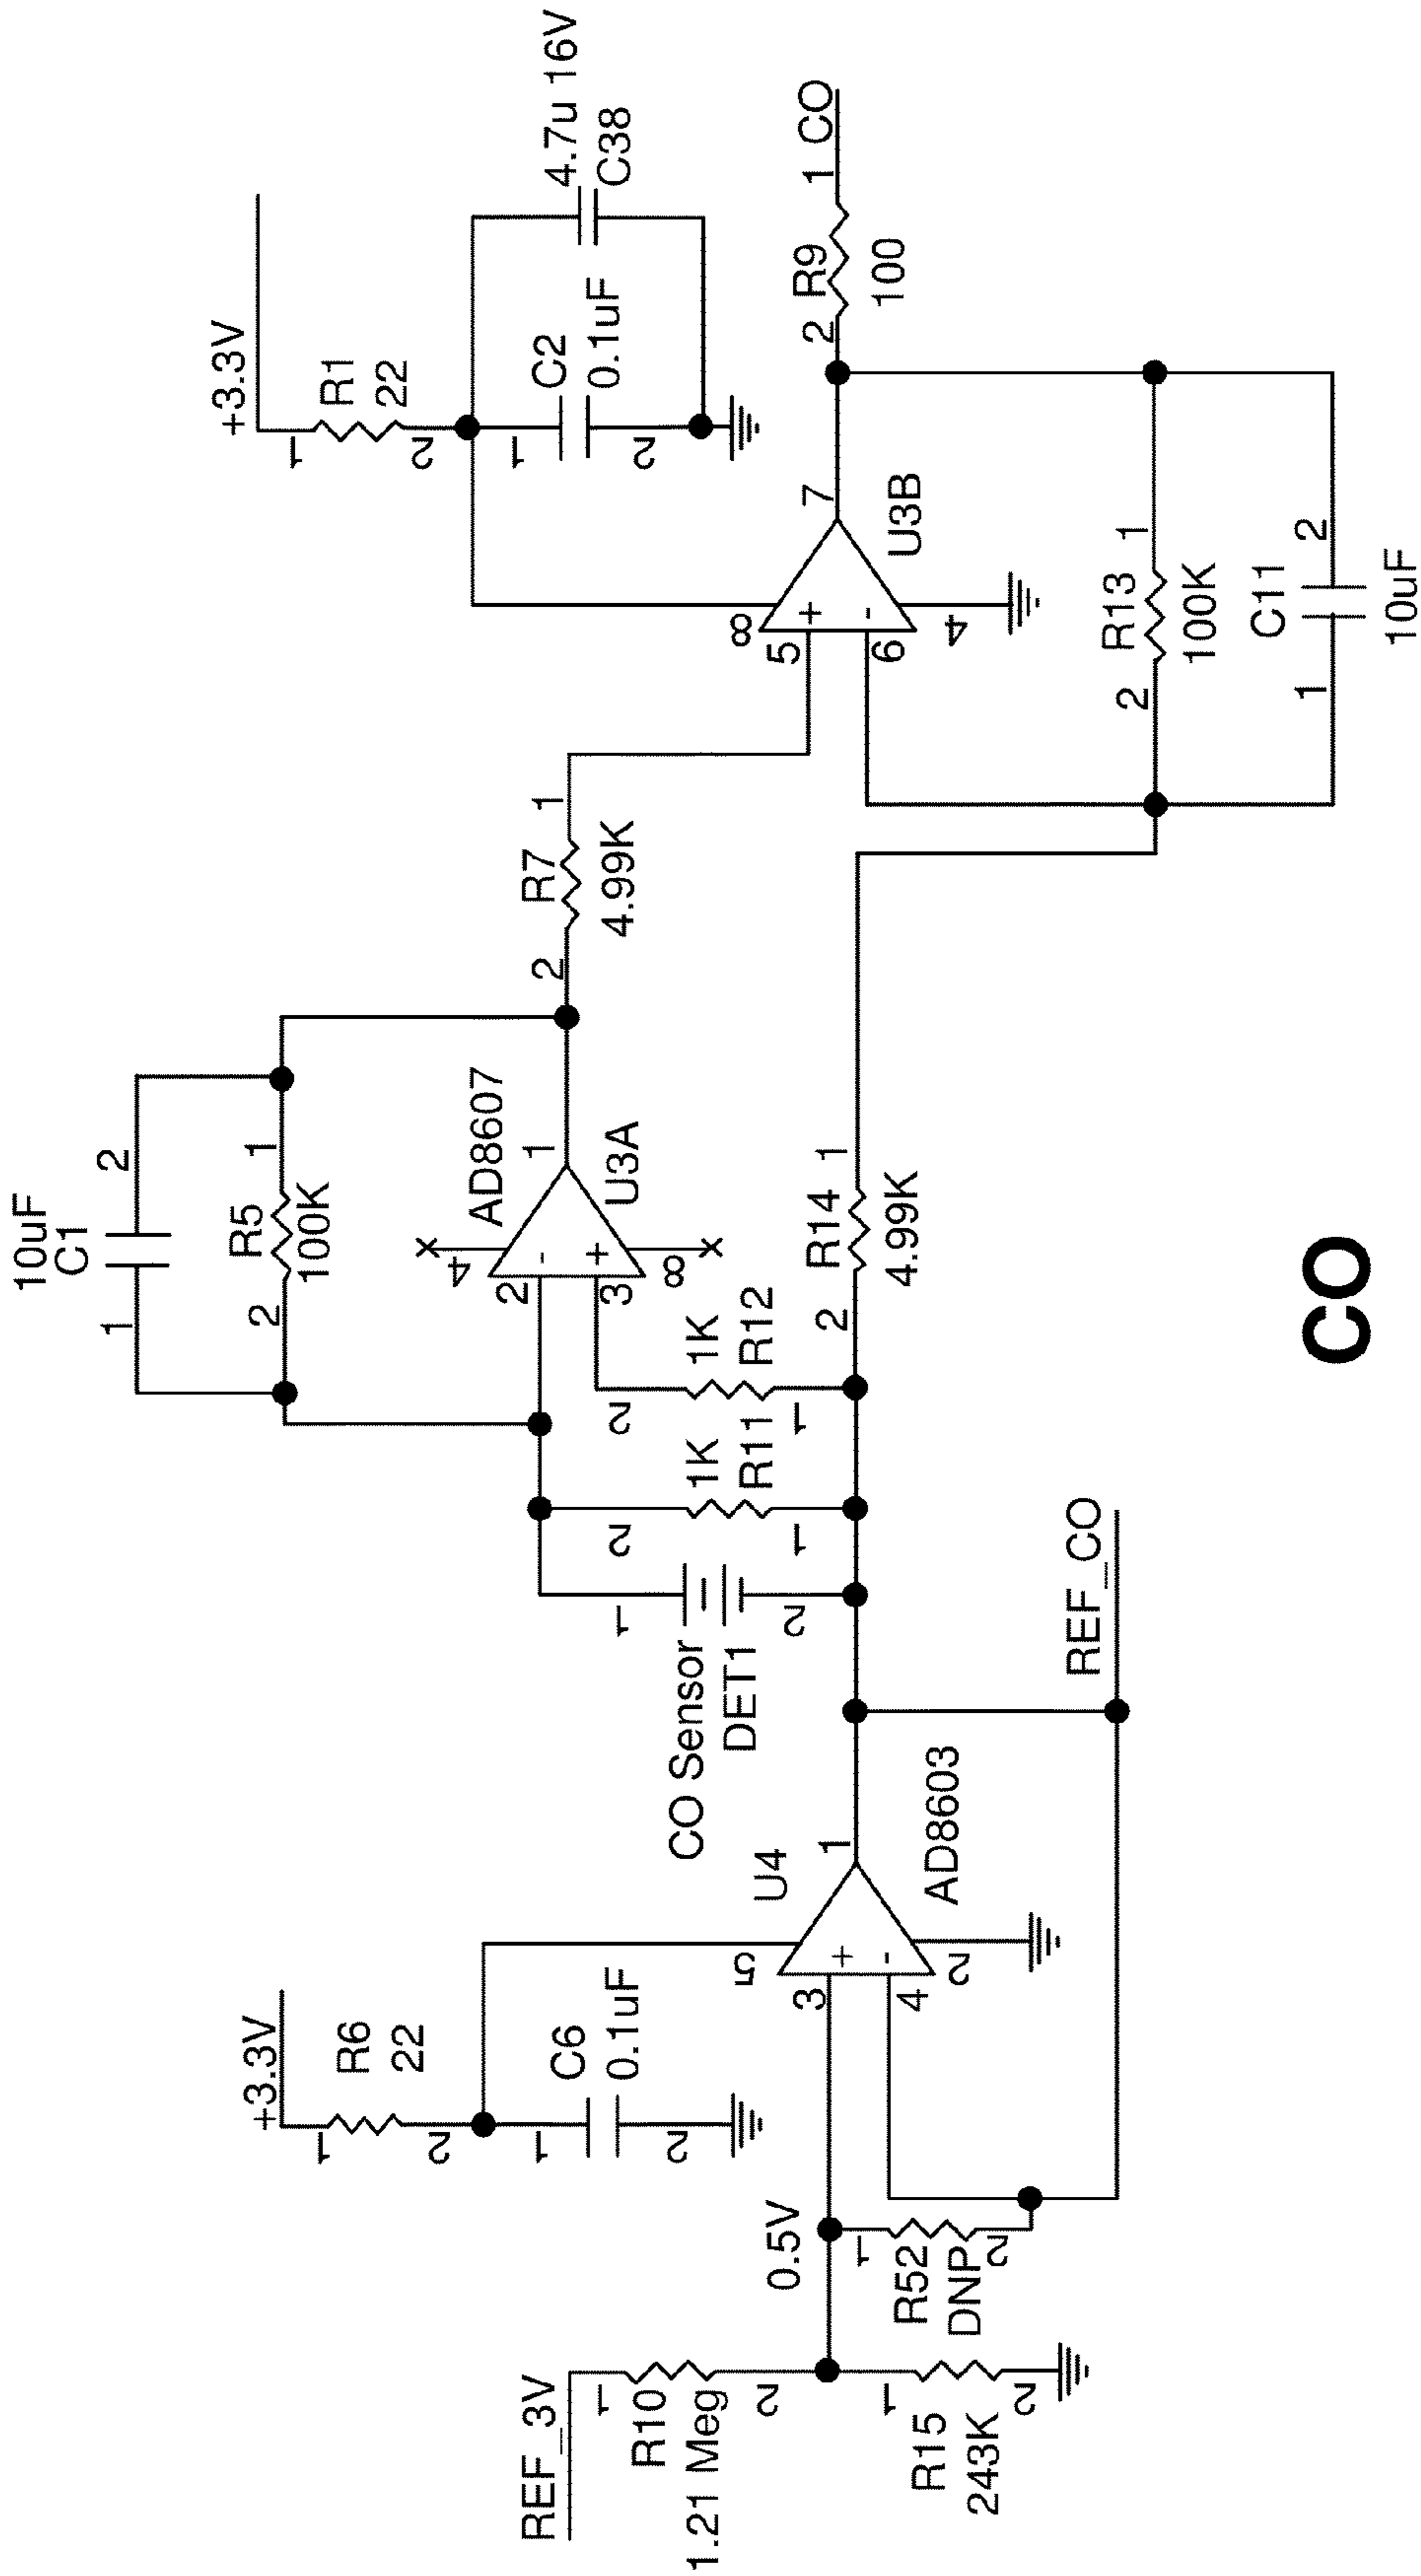 10uF
C1
1
2
R5
100K
2
1
+3.3V
1
R1
22
2
1
C2
0.1uF
2
4.7u 16V
C38
AD8607
4
2
-
3
+
8
1
U3A
2
R7
1
4.99K
8
5
+
6
-
4
7
U3B
2
R9
1
100
CO
+3.3V
1
R6
22
2
1
C6
0.1uF
2
CO Sensor
DET1
1
2
2
1K
R11
1
2
1K
R12
1
2
R14
1
4.99K
REF_3V
1
R10
1.21 Meg
2
0.5V
1
R15
243K
2
1
R52
DNP
2
U4
5
3
+
4
-
2
1
AD8603
REF_CO
2
R13
1
100K
1
C11
2
10uF
CO